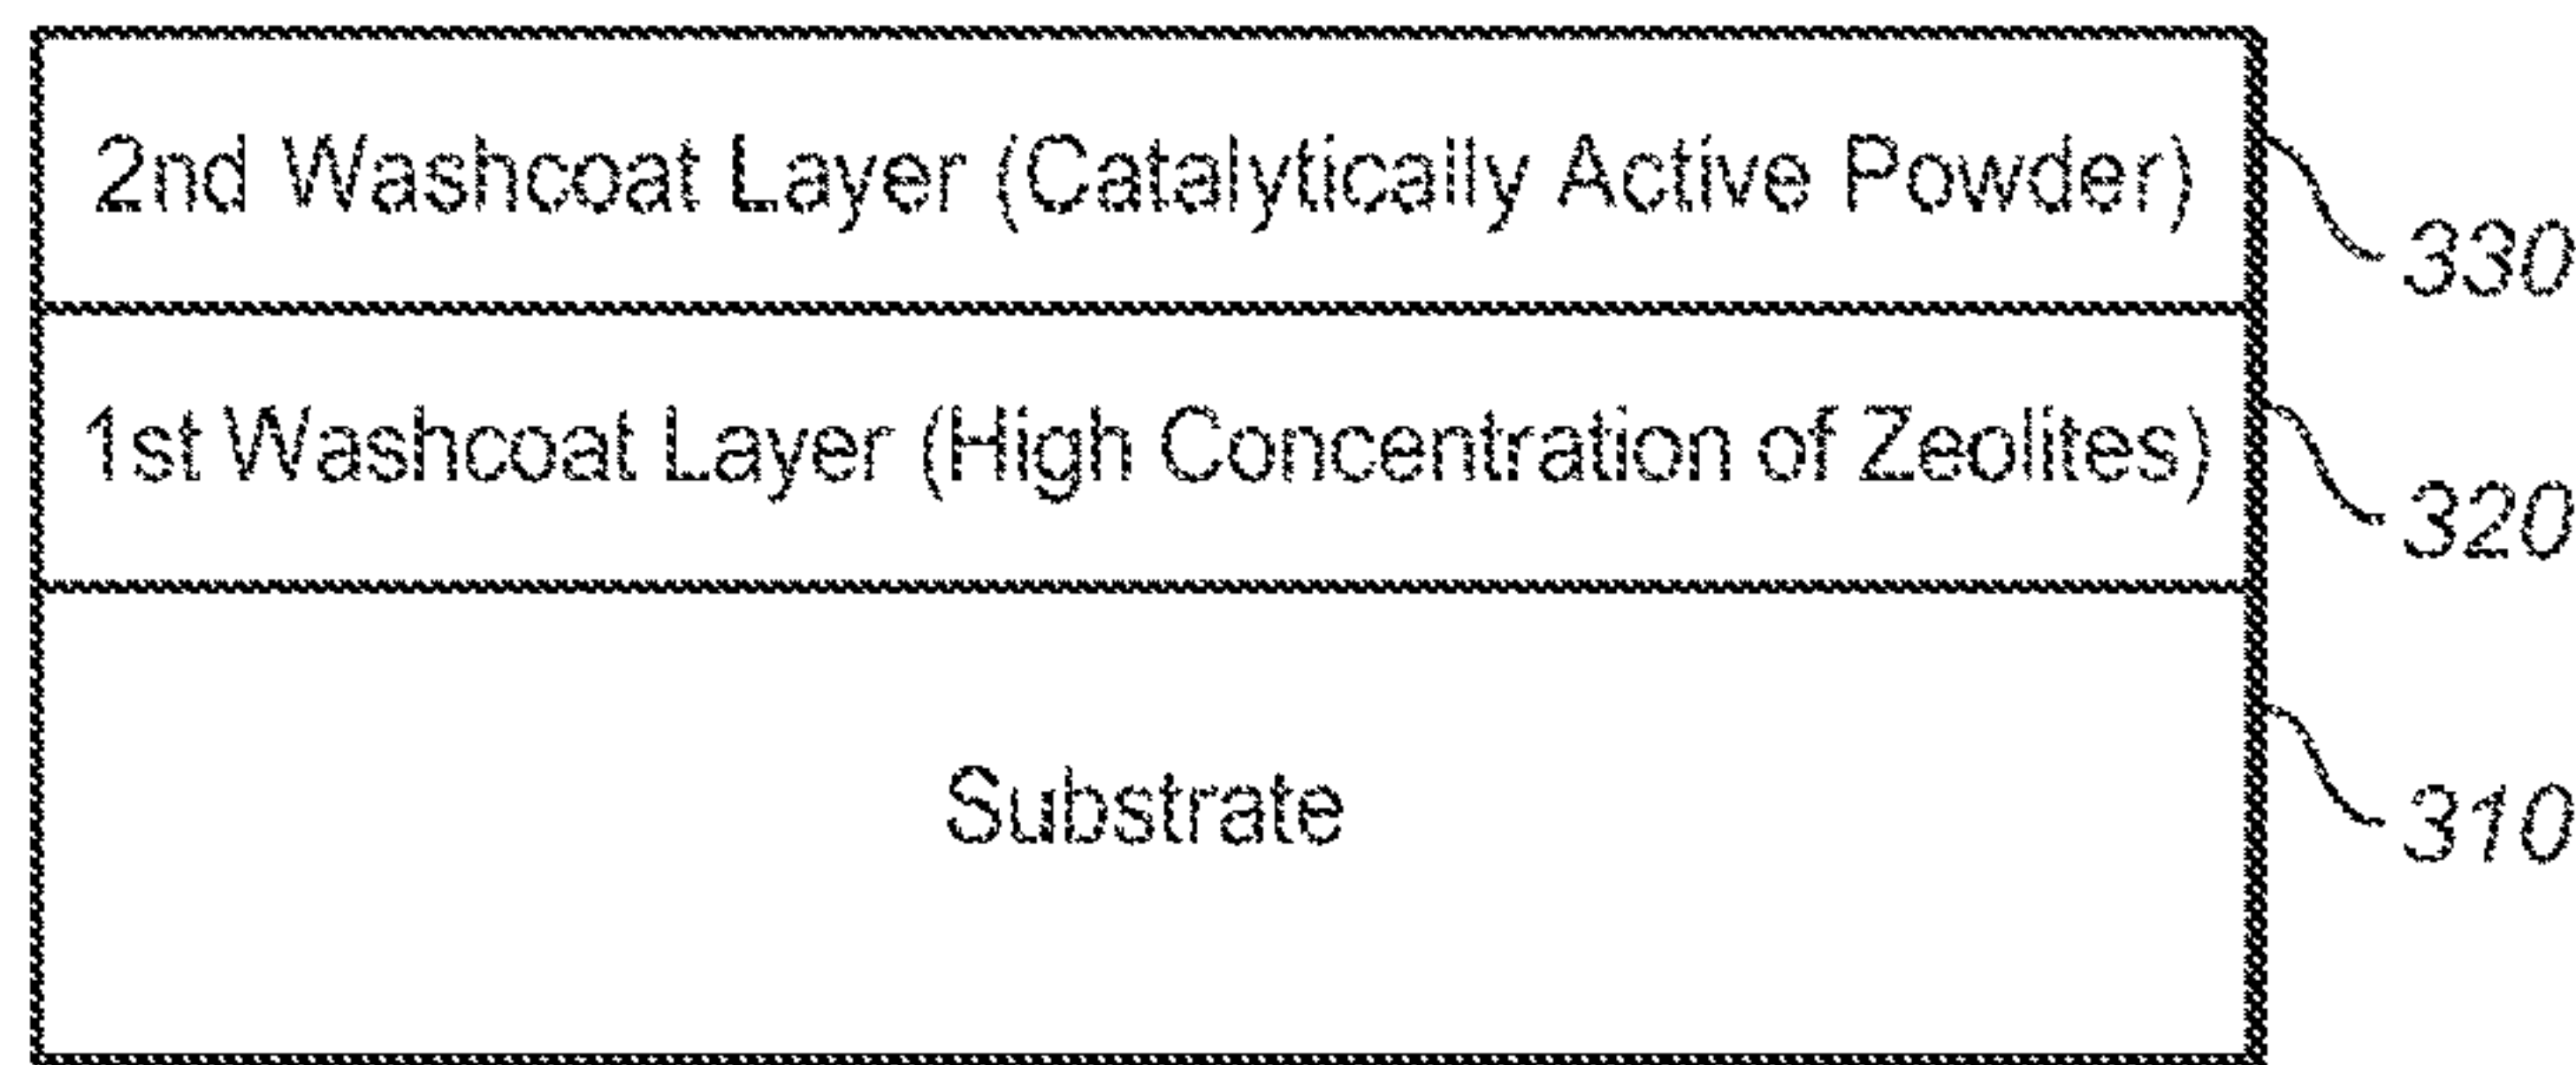 2nd Washcoat Layer (Catalytically Active Powder)
330
1st Washcoat Layer (High Concentration of Zeolites)
320
Substrate
310